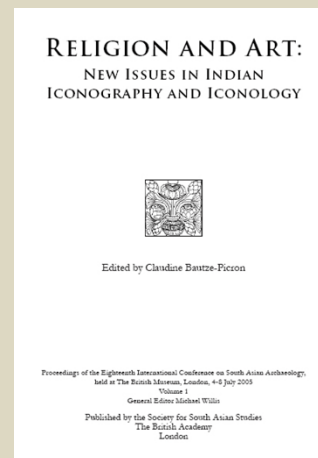 RELIGION AND ART:
NEW ISSUES IN INDIAN
ICONOGRAPHY AND ICONOLOGY
Edited by Claudine Bautze-Picron
Proceedings of the Eighteenth International Conference on South Asian Archaeology,
held at The British Museum, London, 4-8 July 2005
Volume 1
General Editor Michael Willis
Published by the Society for South Asian Studies
The British Academy
London